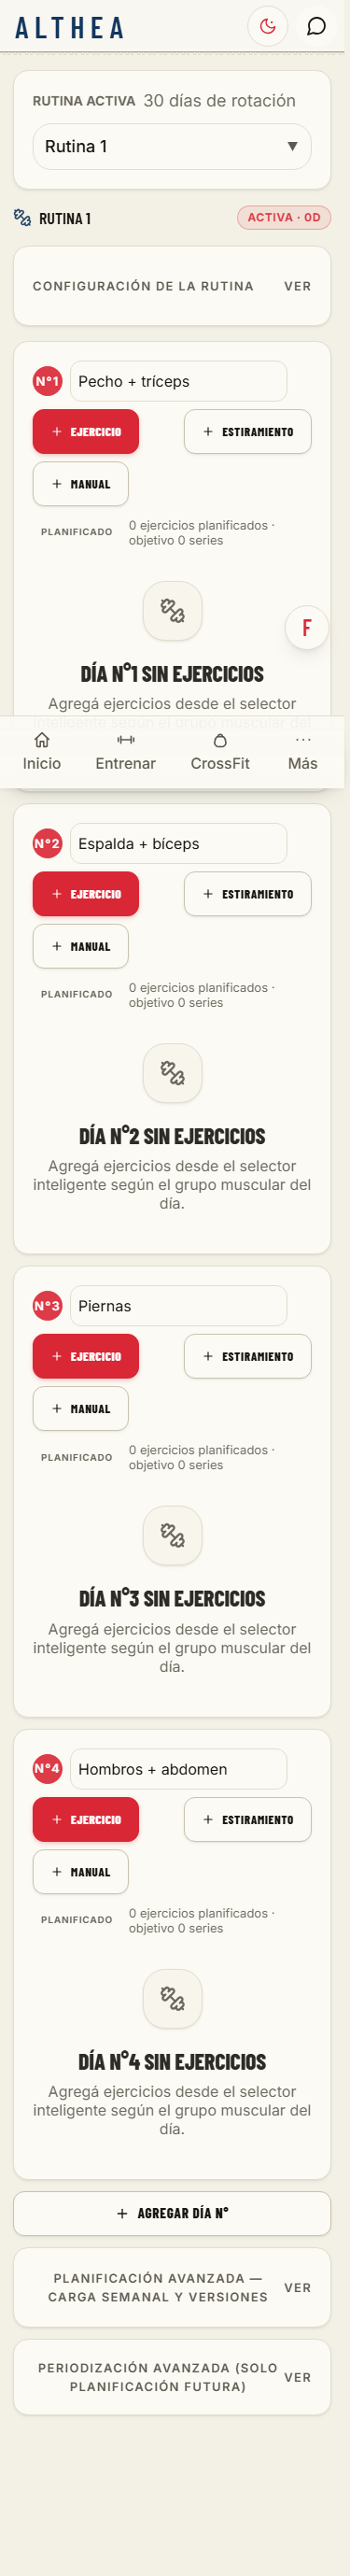 ALTHEA
RUTINA ACTIVA 30 días de rotación
Rutina 1
RUTINA 1 ACTIVA · 0D
CONFIGURACIÓN DE LA RUTINA VER
N°1 Pecho + tríceps
+ EJERCICIO + ESTIRAMIENTO
+ MANUAL
PLANIFICADO 0 ejercicios planificados ·
objetivo 0 series
F
DÍA N°1 SIN EJERCICIOS
Agregá ejercicios desde el selector
inteligente según el grupo muscular del
Inicio Entrenar CrossFit Más
N°2 Espalda + bíceps
+ EJERCICIO + ESTIRAMIENTO
+ MANUAL
PLANIFICADO 0 ejercicios planificados ·
objetivo 0 series
DÍA N°2 SIN EJERCICIOS
Agregá ejercicios desde el selector
inteligente según el grupo muscular del
día.
N°3 Piernas
+ EJERCICIO + ESTIRAMIENTO
+ MANUAL
PLANIFICADO 0 ejercicios planificados ·
objetivo 0 series
DÍA N°3 SIN EJERCICIOS
Agregá ejercicios desde el selector
inteligente según el grupo muscular del
día.
N°4 Hombros + abdomen
+ EJERCICIO + ESTIRAMIENTO
+ MANUAL
PLANIFICADO 0 ejercicios planificados ·
objetivo 0 series
DÍA N°4 SIN EJERCICIOS
Agregá ejercicios desde el selector
inteligente según el grupo muscular del
día.
+ AGREGAR DÍA N°
PLANIFICACIÓN AVANZADA —
CARGA SEMANAL Y VERSIONES VER
PERIODIZACIÓN AVANZADA (SOLO
PLANIFICACIÓN FUTURA) VER